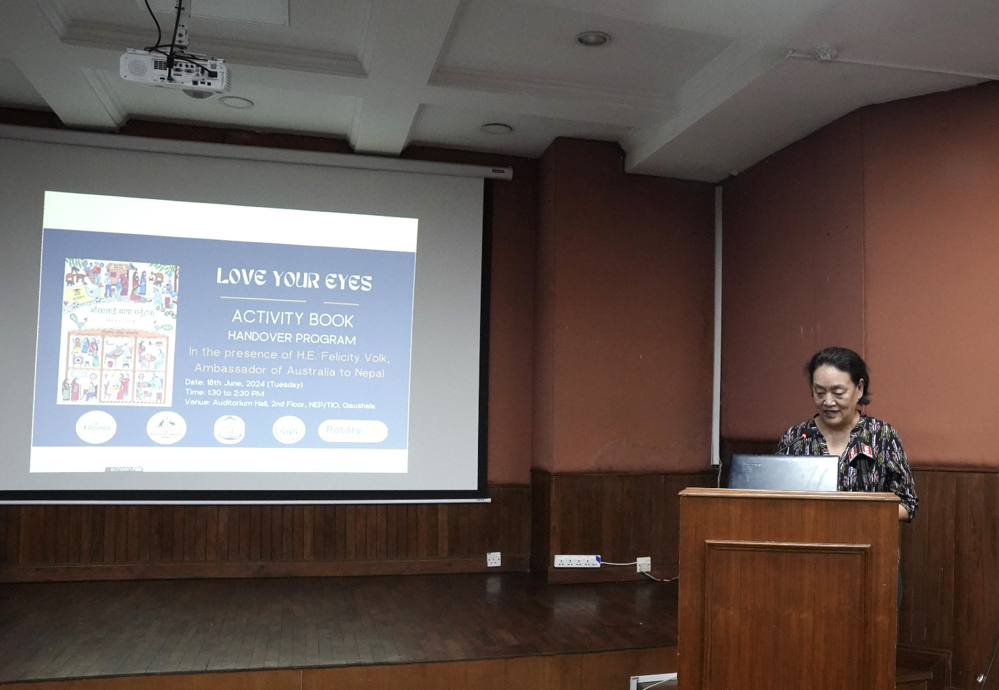 LOVE YOUR EYES
ACTIVITY BOOK
HANDOVER PROGRAM
In the presence of H.E. Felicity Volk,
Ambassador of Australia to Nepal
Date: 18th June, 2024 (Tuesday)
Time: 1:30 to 2:30 PM
Venue: Auditorium Hall, 2nd Floor, NEP/TIO, Gaushala
आँखालाई माया गर्नुहोस्
Tilganga
Rotary